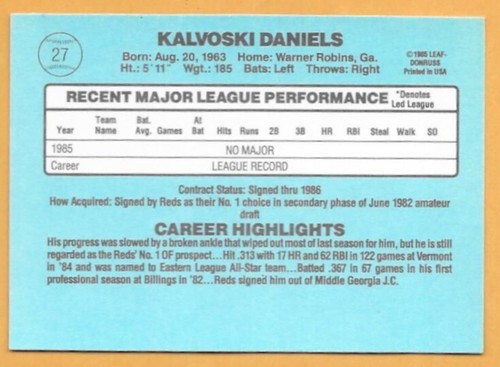 27
KALVOSKI DANIELS
Born: Aug. 20, 1963 Home: Warner Robins, Ga.
Ht.: 5'11" Wgt.: 185 Bats: Left Throws: Right
©1985 LEAF-
DONRUSS
Printed in USA
RECENT MAJOR LEAGUE PERFORMANCE *Denotes
Led League
Year Team Name Bat. Avg. Games At Bat Hits Runs 2B 3B HR RBI Steal Walk SO
1985 NO MAJOR
Career LEAGUE RECORD
Contract Status: Signed thru 1986
How Acquired: Signed by Reds as their No. 1 choice in secondary phase of June 1982 amateur
draft
CAREER HIGHLIGHTS
His progress was slowed by a broken ankle that wiped out most of last season for him, but he is still
regarded as the Reds' No. 1 OF prospect...Hit .313 with 17 HR and 62 RBI in 122 games at Vermont
in '84 and was named to Eastern League All-Star team...Batted .367 in 67 games in his first
professional season at Billings in '82...Reds signed him out of Middle Georgia J.C.